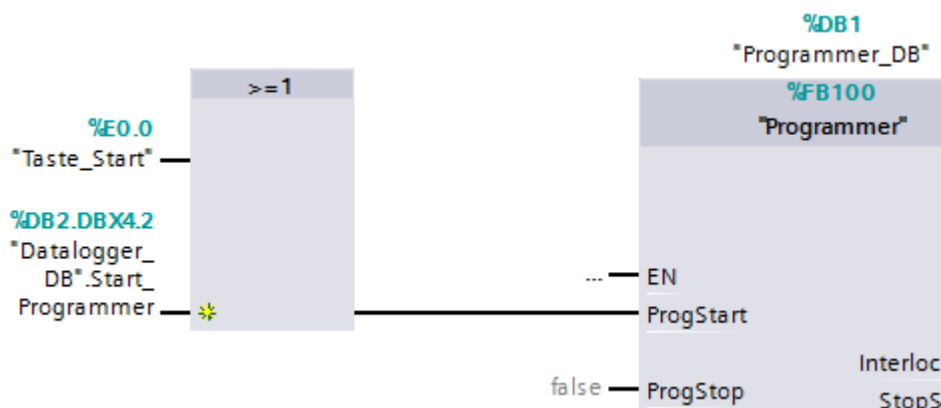 %DB1
"Programmer_DB"
>=1
%FB100
"Programmer"
%E0.0
"Taste_Start"
%DB2.DBX4.2
"Datalogger_
DB".Start_
Programmer
... EN
ProgStart
Interloc
false ProgStop
StopS